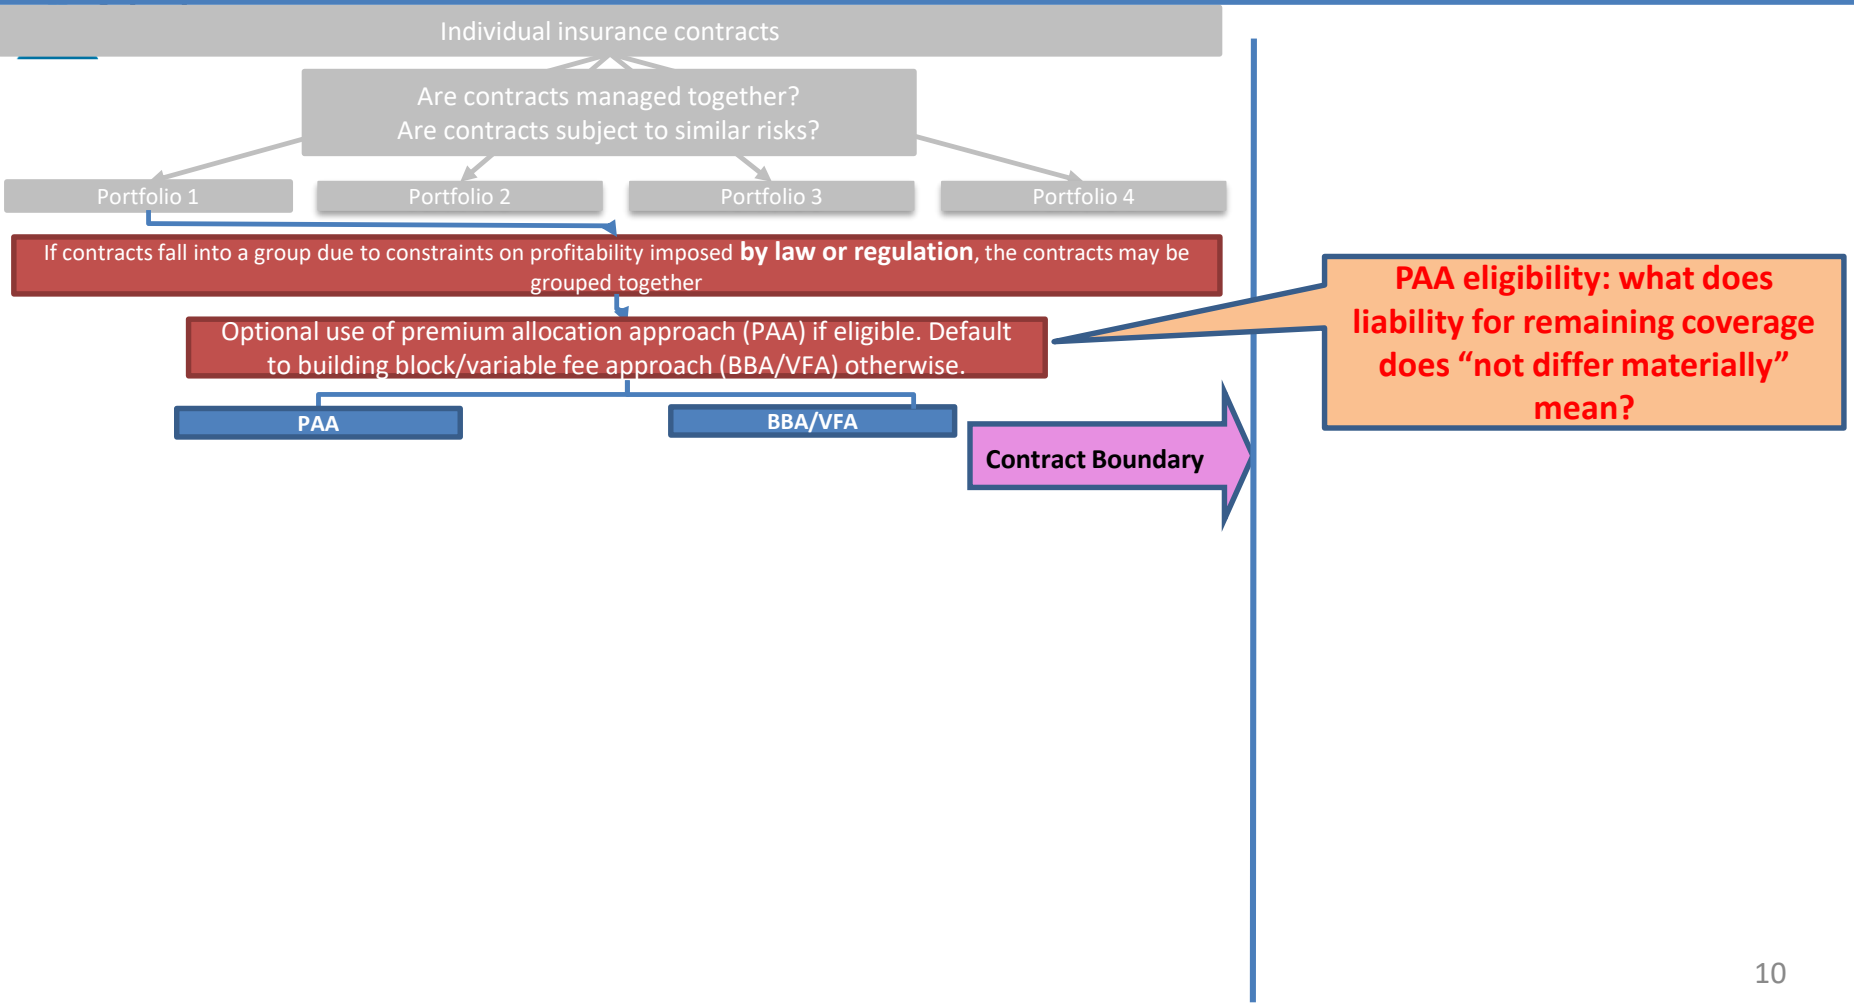 Individual insurance contracts
Are contracts managed together?
Are contracts subject to similar risks?
Portfolio 1
Portfolio 2
Portfolio 3
Portfolio 4
If contracts fall into a group due to constraints on profitability imposed by law or regulation, the contracts may be
grouped together
Optional use of premium allocation approach (PAA) if eligible. Default
to building block/variable fee approach (BBA/VFA) otherwise.
PAA
BBA/VFA
Contract Boundary
PAA eligibility: what does
liability for remaining coverage
does “not differ materially”
mean?
10